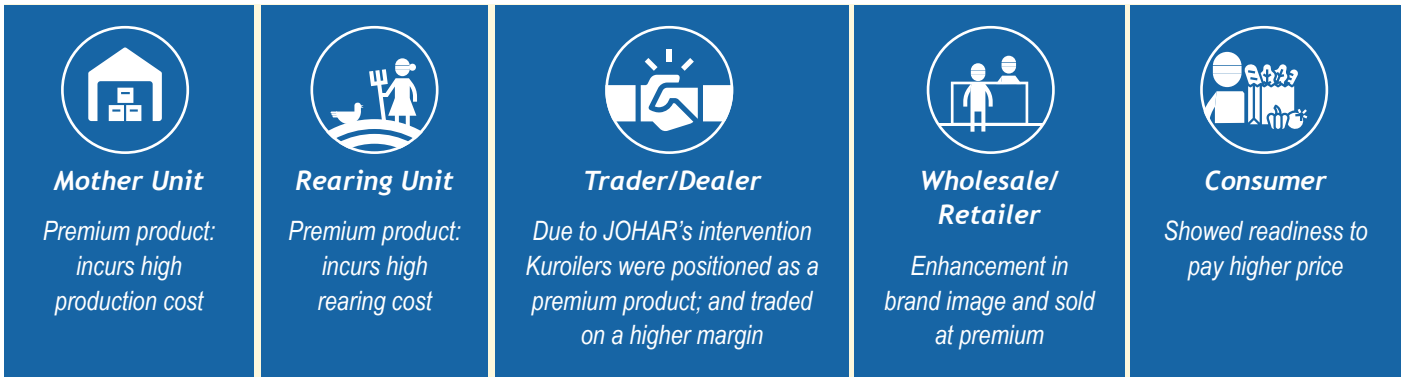 Mother Unit
Premium product:
incurs high
production cost
Rearing Unit
Premium product:
incurs high
rearing cost
Trader/Dealer
Due to JOHAR's intervention
Kuroilers were positioned as a
premium product; and traded
on a higher margin
Wholesale/
Retailer
Enhancement in
brand image and sold
at premium
Consumer
Showed readiness to
pay higher price